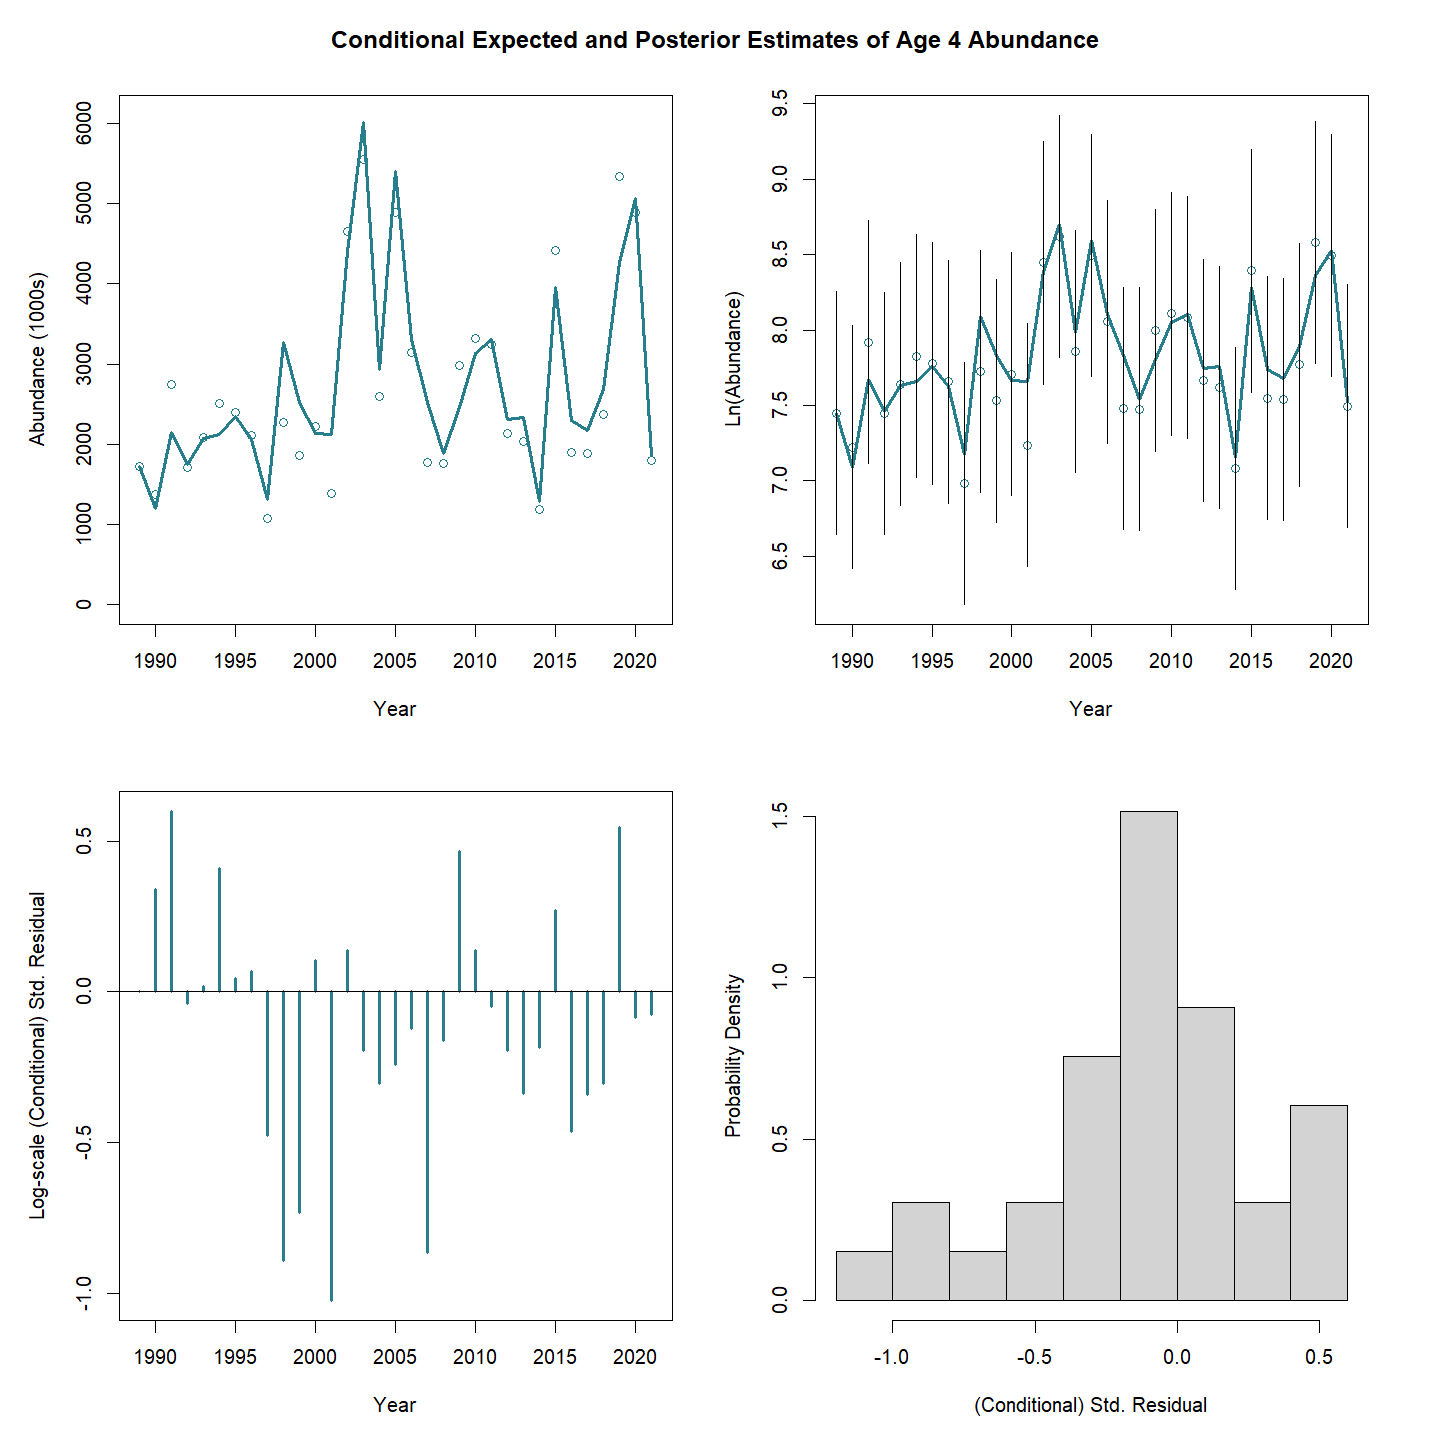 Conditional Expected and Posterior Estimates of Age 4 Abundance
Abundance (1000s)
6000
5000
4000
3000
2000
1000
0
1990 1995 2000 2005 2010 2015 2020
Year
Ln(Abundance)
9.5
9.0
8.5
8.0
7.5
7.0
6.5
1990 1995 2000 2005 2010 2015 2020
Year
Log-scale (Conditional) Std. Residual
0.5
0.0
-0.5
-1.0
1990 1995 2000 2005 2010 2015 2020
Year
Probability Density
1.5
1.0
0.5
0.0
-1.0 -0.5 0.0 0.5
(Conditional) Std. Residual